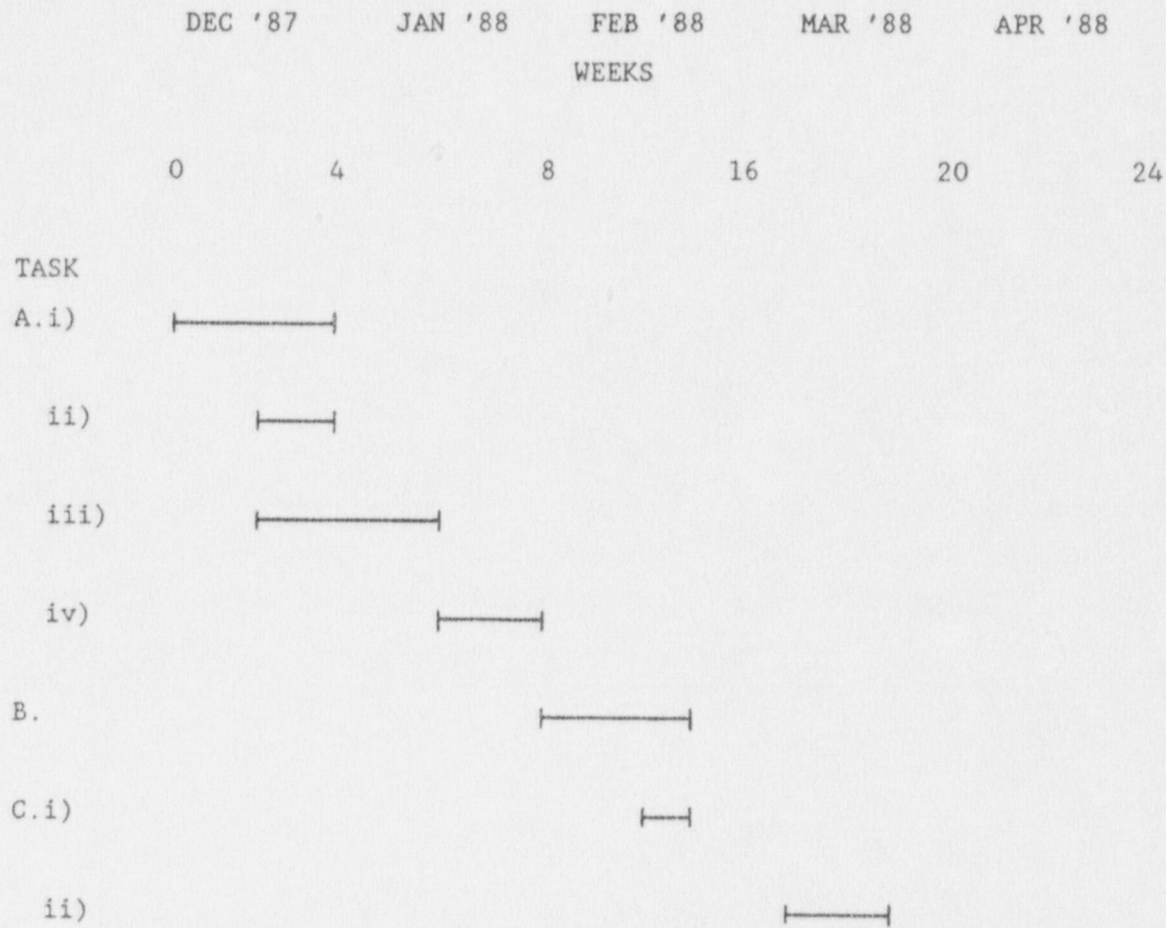 DEC '87 JAN '88 FEB '88 MAR '88 APR '88
WEEKS
0 4 8 16 20 24
TASK
A.i)
ii)
iii)
iv)
B.
C.i)
ii)